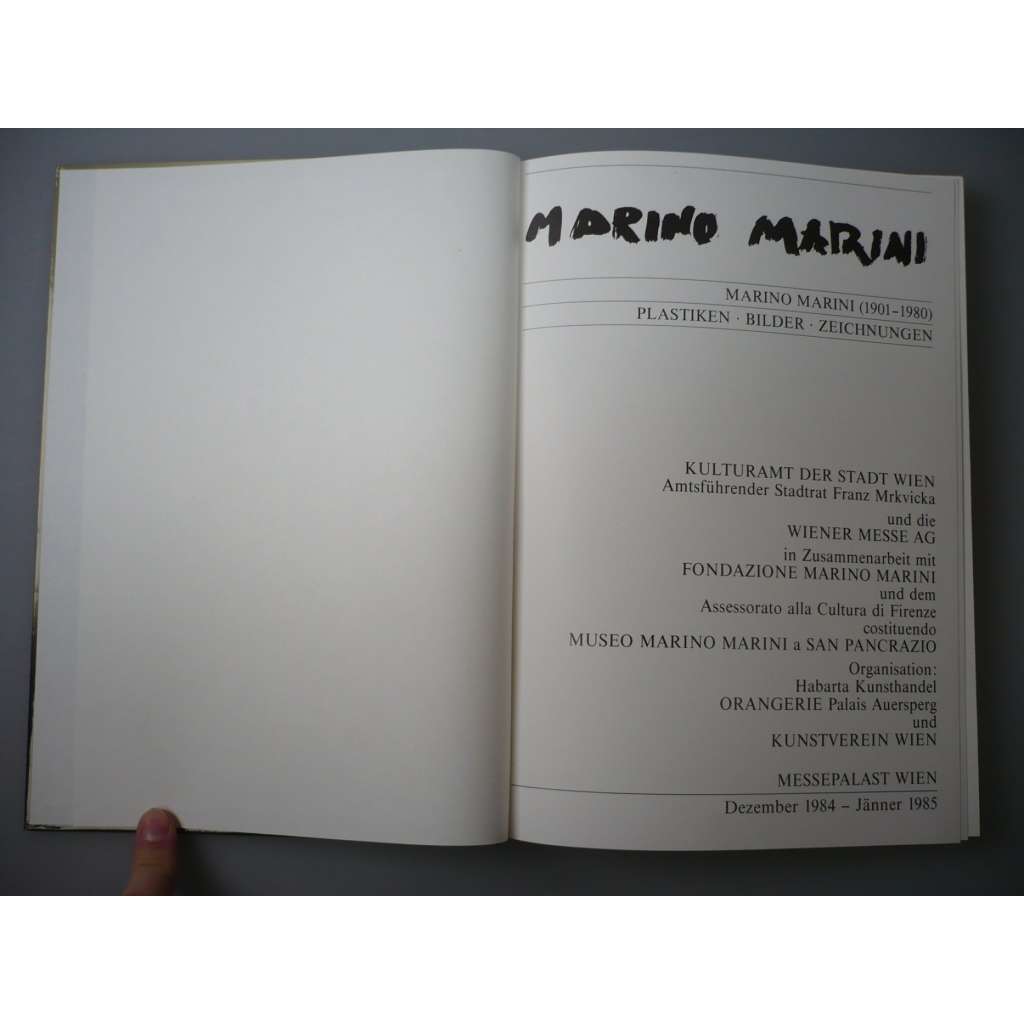 MARINO MARINI
MARINO MARINI (1901–1980)
PLASTIKEN · BILDER · ZEICHNUNGEN
KULTURAMT DER STADT WIEN
Amtsführender Stadtrat Franz Mrkvicka
und die
WIENER MESSE AG
in Zusammenarbeit mit
FONDAZIONE MARINO MARINI
und dem
Assessorato alla Cultura di Firenze
costituendo
MUSEO MARINO MARINI a SAN PANCRAZIO
Organisation:
Habarta Kunsthandel
ORANGERIE Palais Auersperg
und
KUNSTVEREIN WIEN
MESSEPALAST WIEN
Dezember 1984 – Jänner 1985